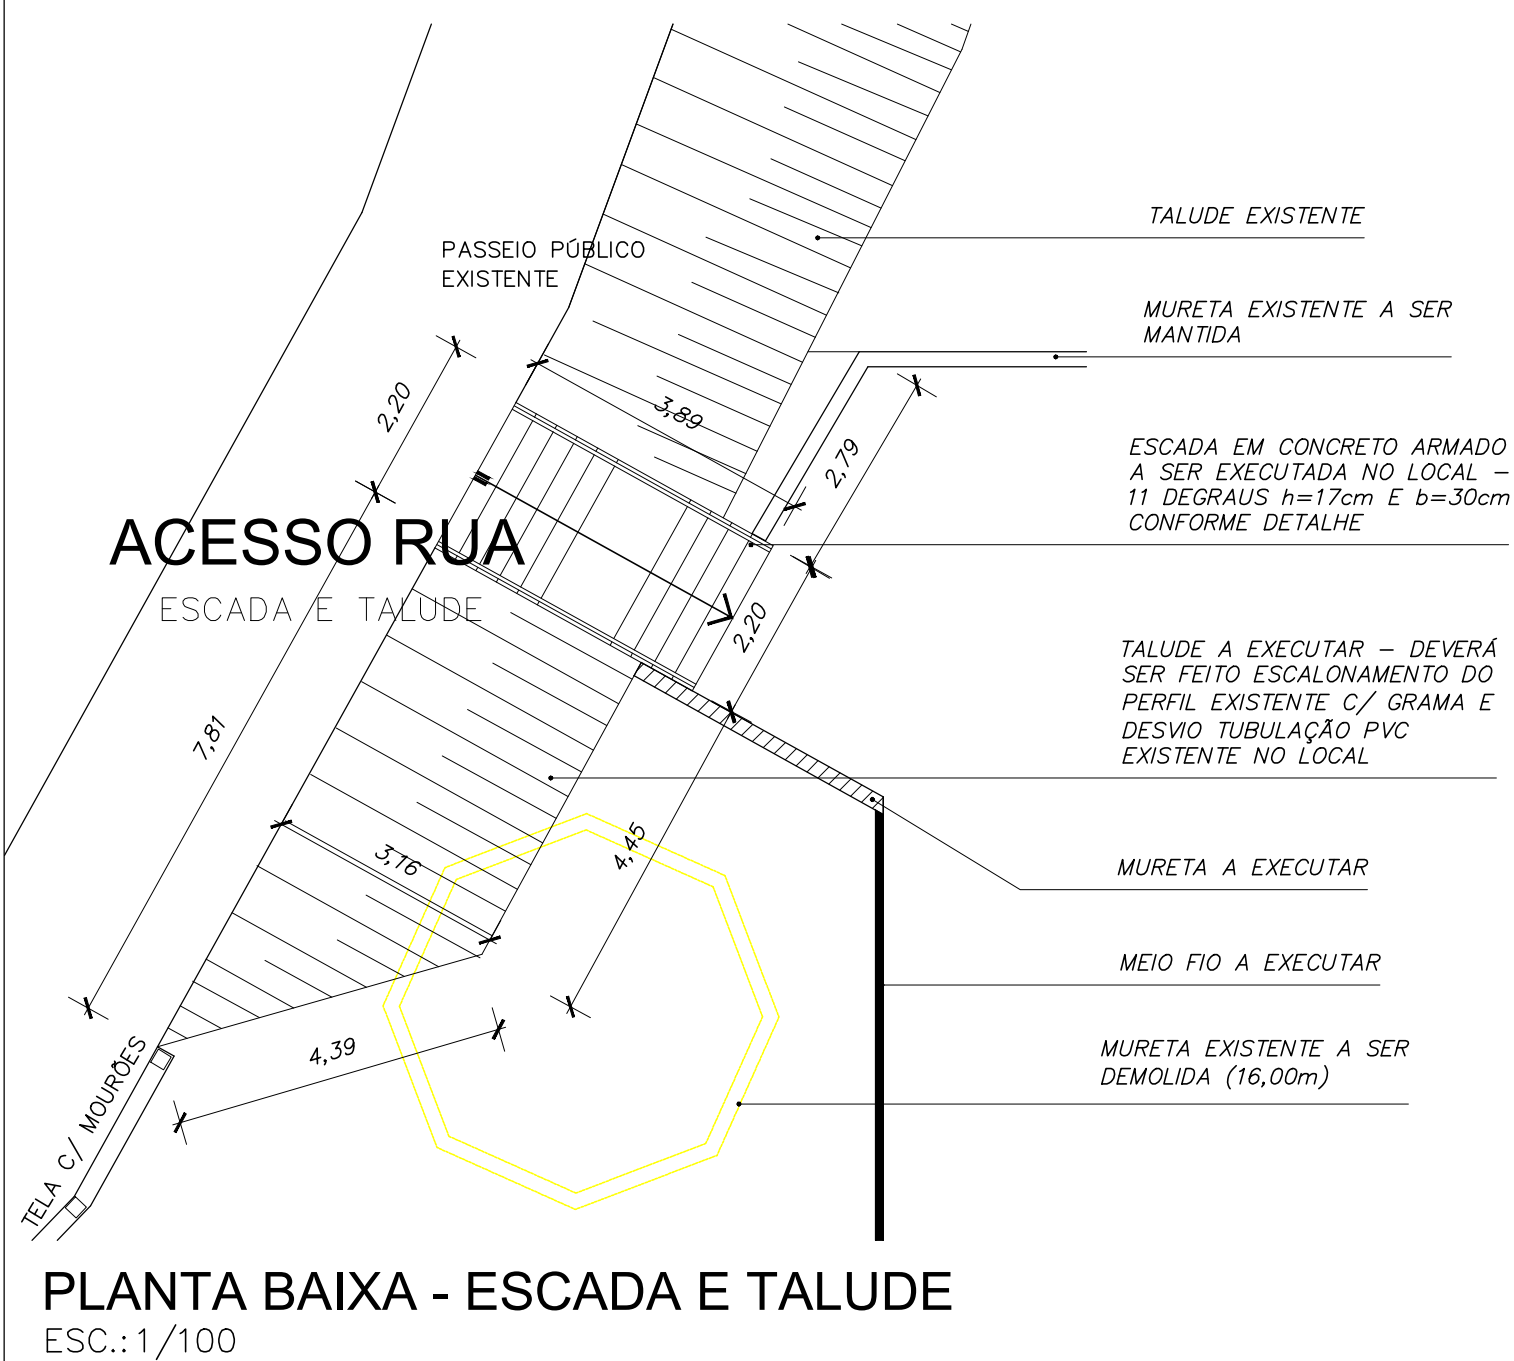 TALUDE EXISTENTE
PASSEIO PÚBLICO
EXISTENTE
MURETA EXISTENTE A SER
MANTIDA
2,20
3,89
2,79
ESCADA EM CONCRETO ARMADO
A SER EXECUTADA NO LOCAL –
11 DEGRAUS h=17cm E b=30cm
CONFORME DETALHE
ACESSO RUA
ESCADA E TALUDE
2,20
TALUDE A EXECUTAR – DEVERÁ
SER FEITO ESCALONAMENTO DO
PERFIL EXISTENTE C/ GRAMA E
DESVIO TUBULAÇÃO PVC
EXISTENTE NO LOCAL
7,81
3,16
4,45
MURETA A EXECUTAR
MEIO FIO A EXECUTAR
4,39
MURETA EXISTENTE A SER
DEMOLIDA (16,00m)
TELA C/ MOURÕES
PLANTA BAIXA - ESCADA E TALUDE
ESC.: 1/100